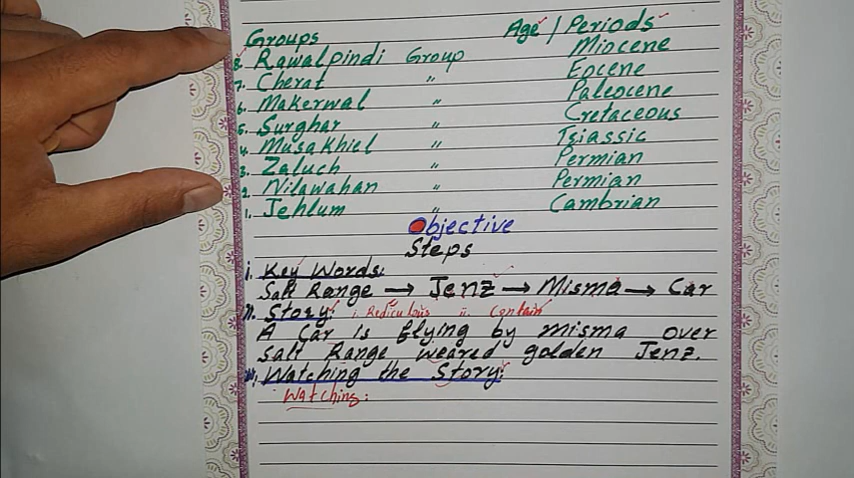 Groups Age / Periods
8. Rawalpindi Group Miocene
7. Cherat " Eocene
6. Makerwal " Paleocene
5. Surghar " Cretaceous
4. Musakhiel " Triassic
3. Zaluch " Permian
2. Nilawahan " Permian
1. Jehlum " Cambrian
Objective
Steps
i. Key Words:
Salt Range → Jenz → Misma → Car
II. Story: i. Rediculous ii. Contain
A Car is flying by misma over
salt Range weared golden Jenz.
III. Watching the Story:
Watching: